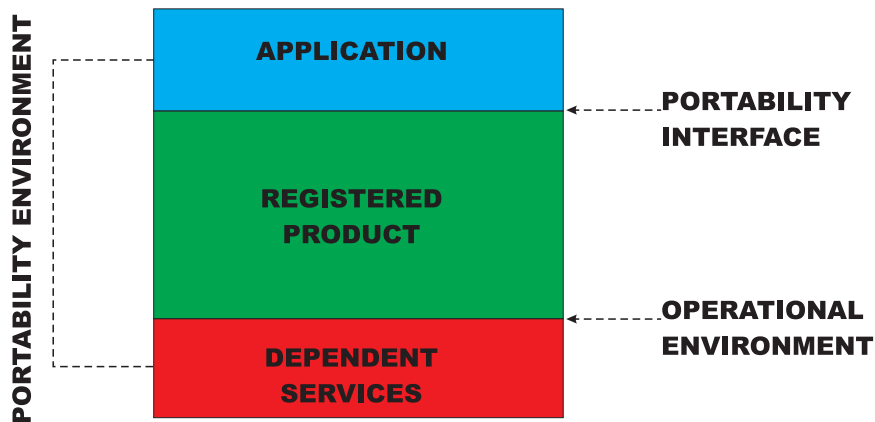 PORTABILITY ENVIRONMENT
APPLICATION
PORTABILITY
INTERFACE
REGISTERED
PRODUCT
OPERATIONAL
ENVIRONMENT
DEPENDENT
SERVICES